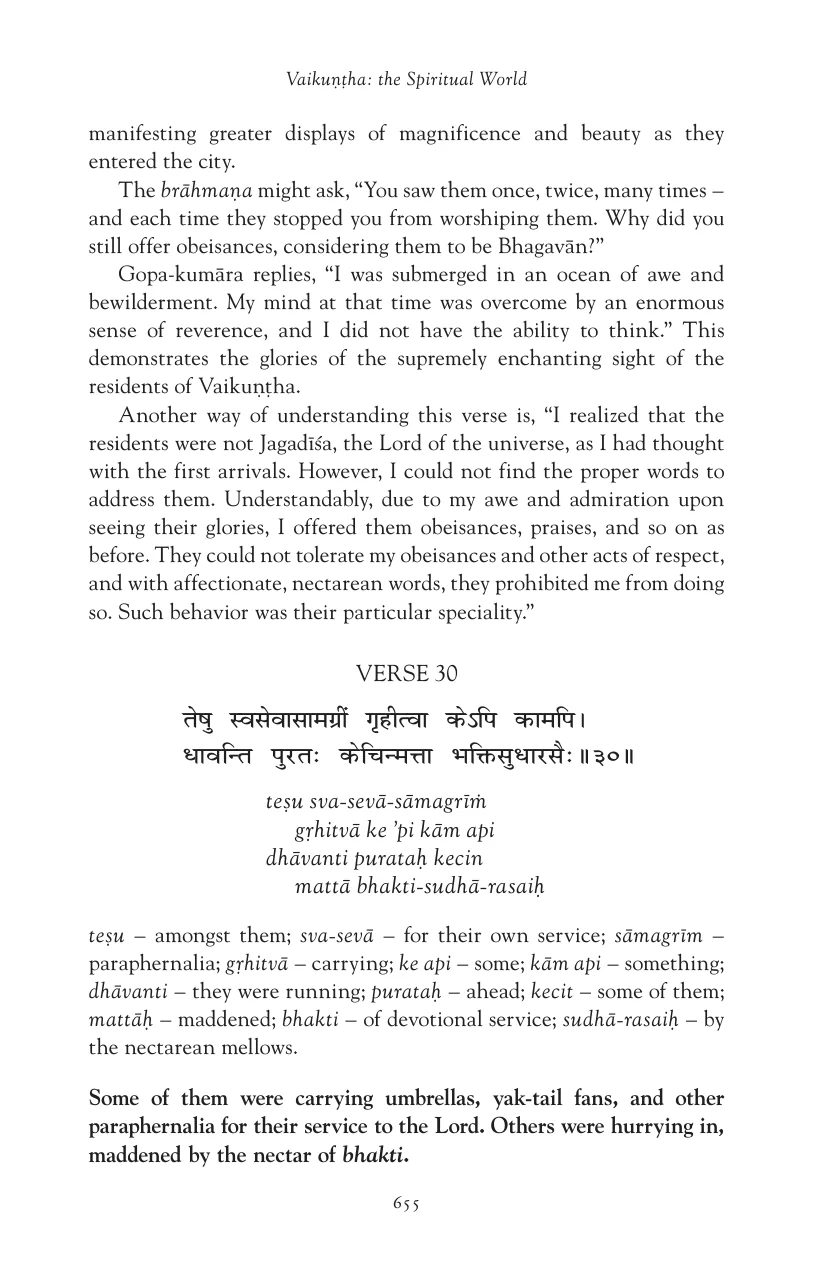 Vaikuṇṭha: the Spiritual World
manifesting greater displays of magnificence and beauty as they
entered the city.
The brāhmaṇa might ask, “You saw them once, twice, many times –
and each time they stopped you from worshiping them. Why did you
still offer obeisances, considering them to be Bhagavān?”
Gopa-kumāra replies, “I was submerged in an ocean of awe and
bewilderment. My mind at that time was overcome by an enormous
sense of reverence, and I did not have the ability to think.” This
demonstrates the glories of the supremely enchanting sight of the
residents of Vaikuṇṭha.
Another way of understanding this verse is, “I realized that the
residents were not Jagadīśa, the Lord of the universe, as I had thought
with the first arrivals. However, I could not find the proper words to
address them. Understandably, due to my awe and admiration upon
seeing their glories, I offered them obeisances, praises, and so on as
before. They could not tolerate my obeisances and other acts of respect,
and with affectionate, nectarean words, they prohibited me from doing
so. Such behavior was their particular speciality.”
VERSE 30
तेषु स्वसेवासामग्रीं गृहीत्वा केऽपि कामपि।
धावन्ति पुरतः केचिन्मत्ता भक्तिसुधारसैः॥३०॥
teṣu sva-sevā-sāmagrīṁ
gṛhitvā ke ’pi kām api
dhāvanti purataḥ kecin
mattā bhakti-sudhā-rasaiḥ
teṣu – amongst them; sva-sevā – for their own service; sāmagrīm –
paraphernalia; gṛhitvā – carrying; ke api – some; kām api – something;
dhāvanti – they were running; purataḥ – ahead; kecit – some of them;
mattāḥ – maddened; bhakti – of devotional service; sudhā-rasaiḥ – by
the nectarean mellows.
Some of them were carrying umbrellas, yak-tail fans, and other
paraphernalia for their service to the Lord. Others were hurrying in,
maddened by the nectar of bhakti.
655